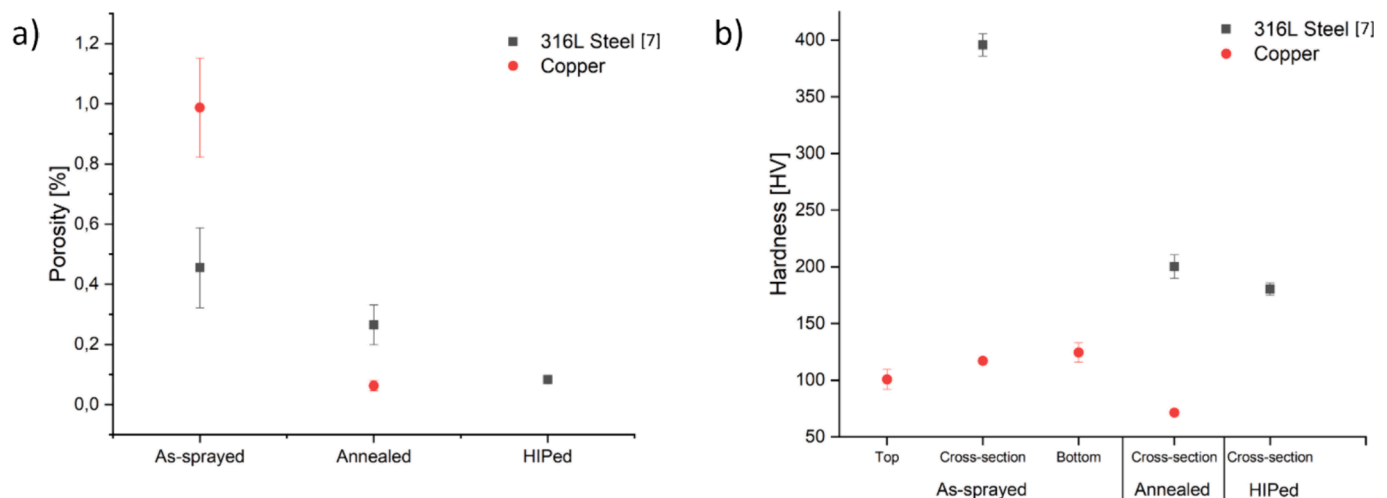 a)
1,2
1,0
0,8
0,6
0,4
0,2
0,0
Porosity [%]
316L Steel [7]
Copper
As-sprayed Annealed HIPed
b)
400
350
300
250
200
150
100
50
Hardness [HV]
316L Steel [7]
Copper
Top Cross-section Bottom Cross-section Cross-section
As-sprayed Annealed HIPed